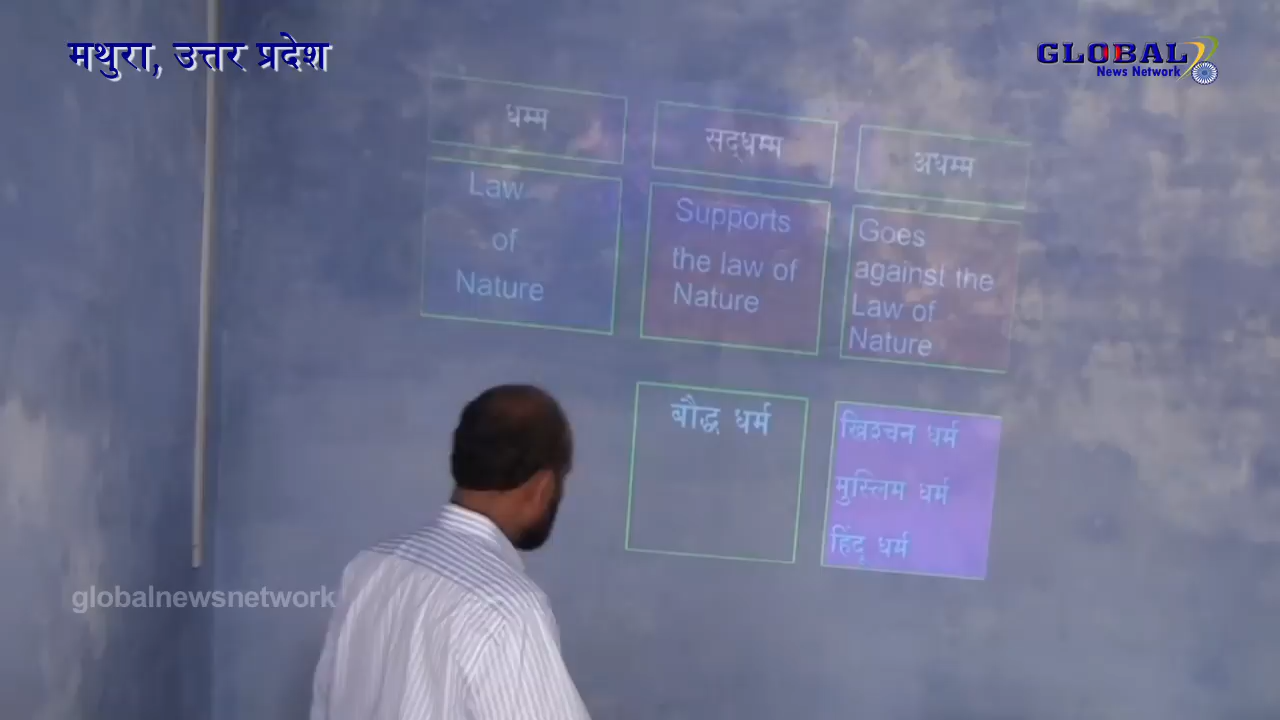 मथुरा, उत्तर प्रदेश
GLOBAL
News Network
धम्म
सद्धम्म
अधम्म
Law
of
Nature
Supports
the law of
Nature
Goes
against the
Law of
Nature
बौद्ध धर्म
ख्रिश्चन धर्म
मुस्लिम धर्म
हिंदू धर्म
globalnewsnetwork